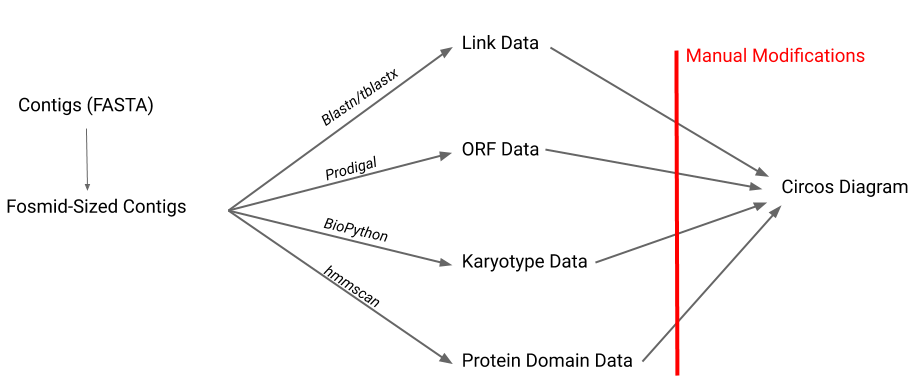 Link Data
Manual Modifications
Blastn/tblastx
Contigs (FASTA)
ORF Data
Prodigal
Circos Diagram
Fosmid-Sized Contigs
BioPython
Karyotype Data
hmmscan
Protein Domain Data